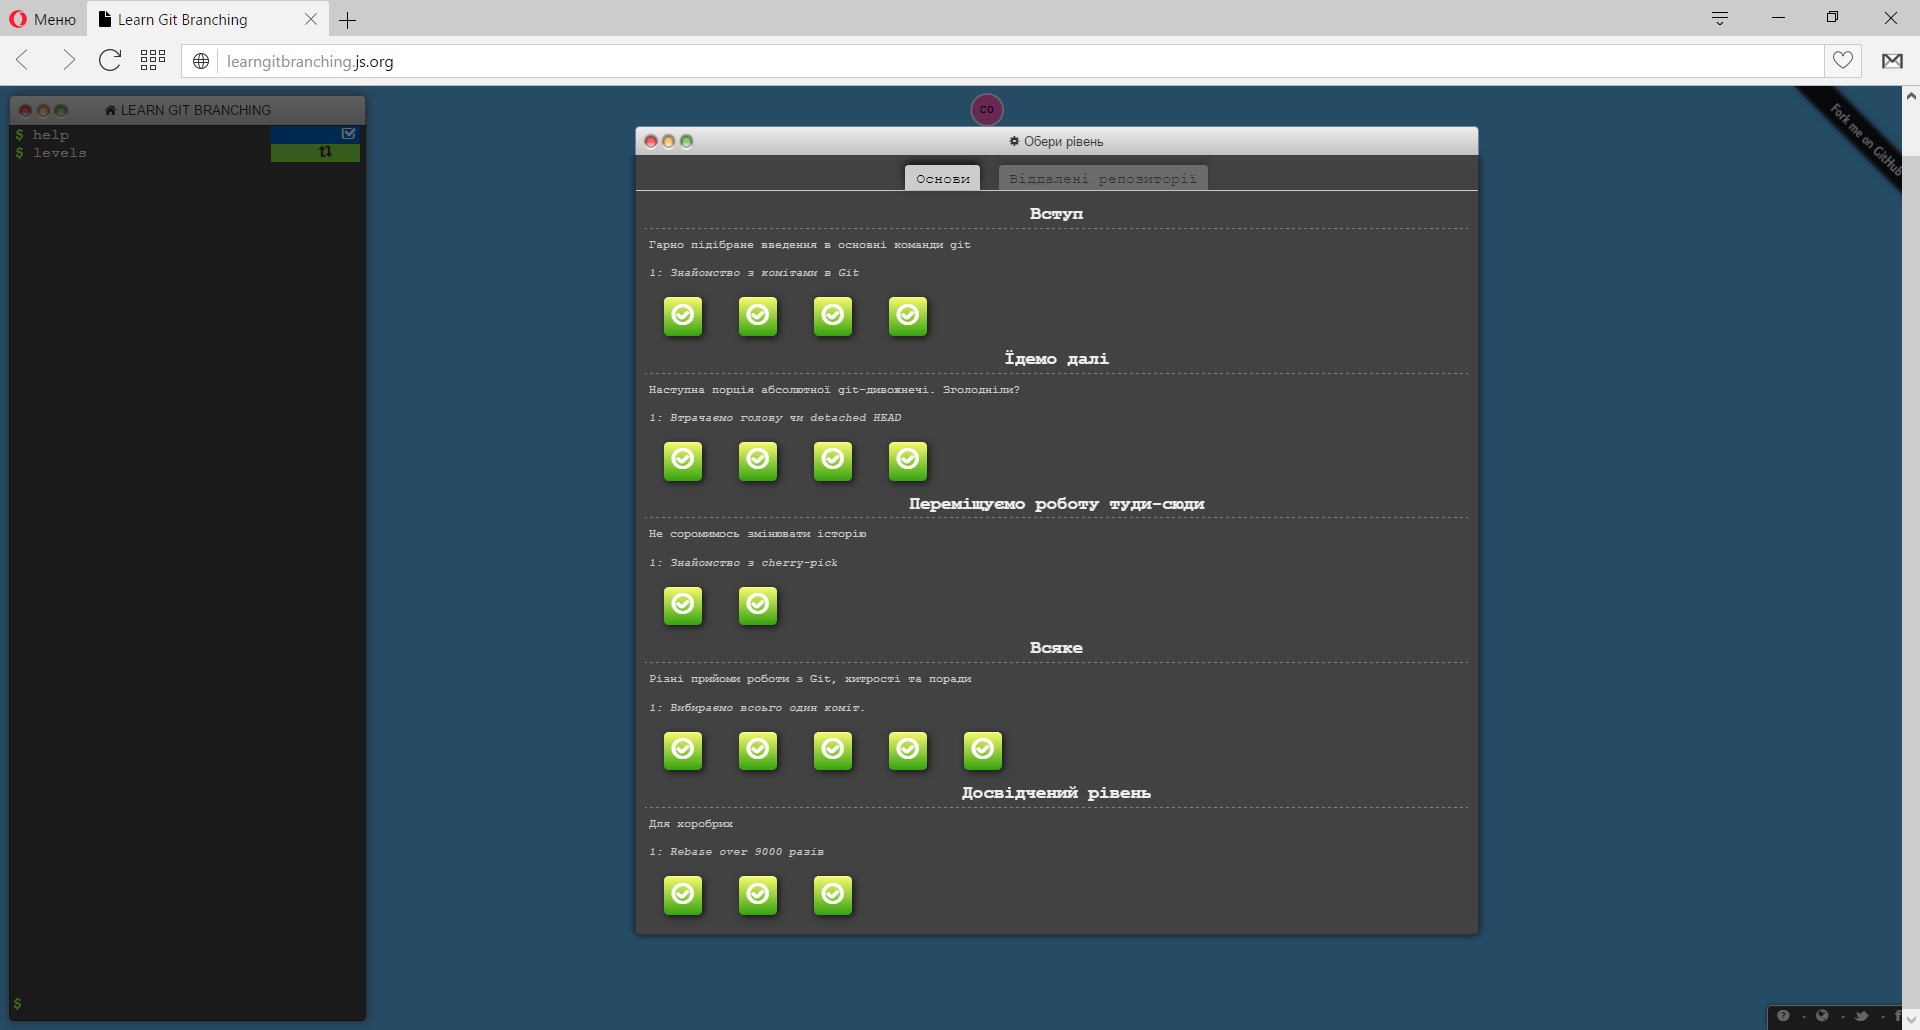 Меню
Learn Git Branching
learngitbranching.js.org
LEARN GIT BRANCHING
$ help
$ levels
C0
Fork me on GitHub
Обери рівень
Основи
Віддалені репозиторії
Вступ
Гарно підібране введення в основні команди git
1: Знайомство з комітами в Git
Їдемо далі
Наступна порція абсолютної git-дивожнечі. Зголодніли?
1: Втрачаємо голову чи detached HEAD
Переміщуємо роботу туди-сюди
Не соромимось змінювати історію
1: Знайомство з cherry-pick
Всяке
Різні прийоми роботи з Git, хитрості та поради
1: Вибираємо всього один коміт.
Досвідчений рівень
Для хоробрих
1: Rebase over 9000 разів
$